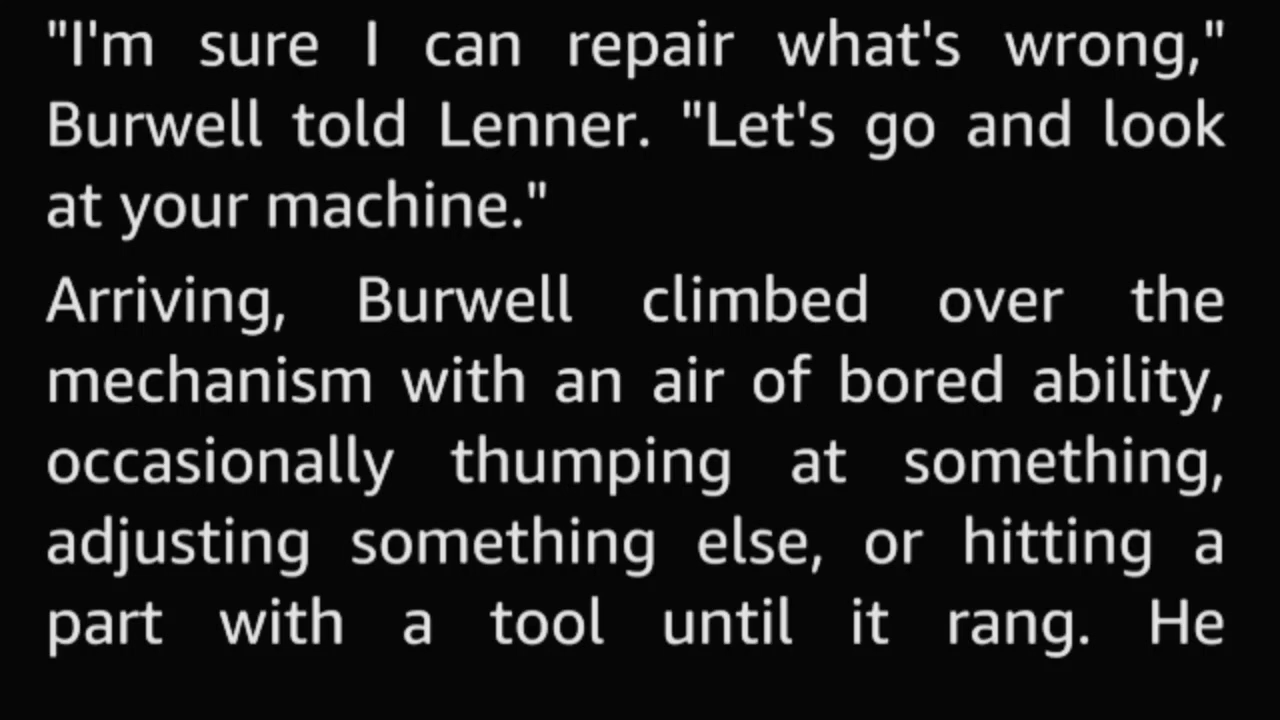 "I'm sure I can repair what's wrong,"
Burwell told Lenner. "Let's go and look
at your machine."
Arriving, Burwell climbed over the
mechanism with an air of bored ability,
occasionally thumping at something,
adjusting something else, or hitting a
part with a tool until it rang. He